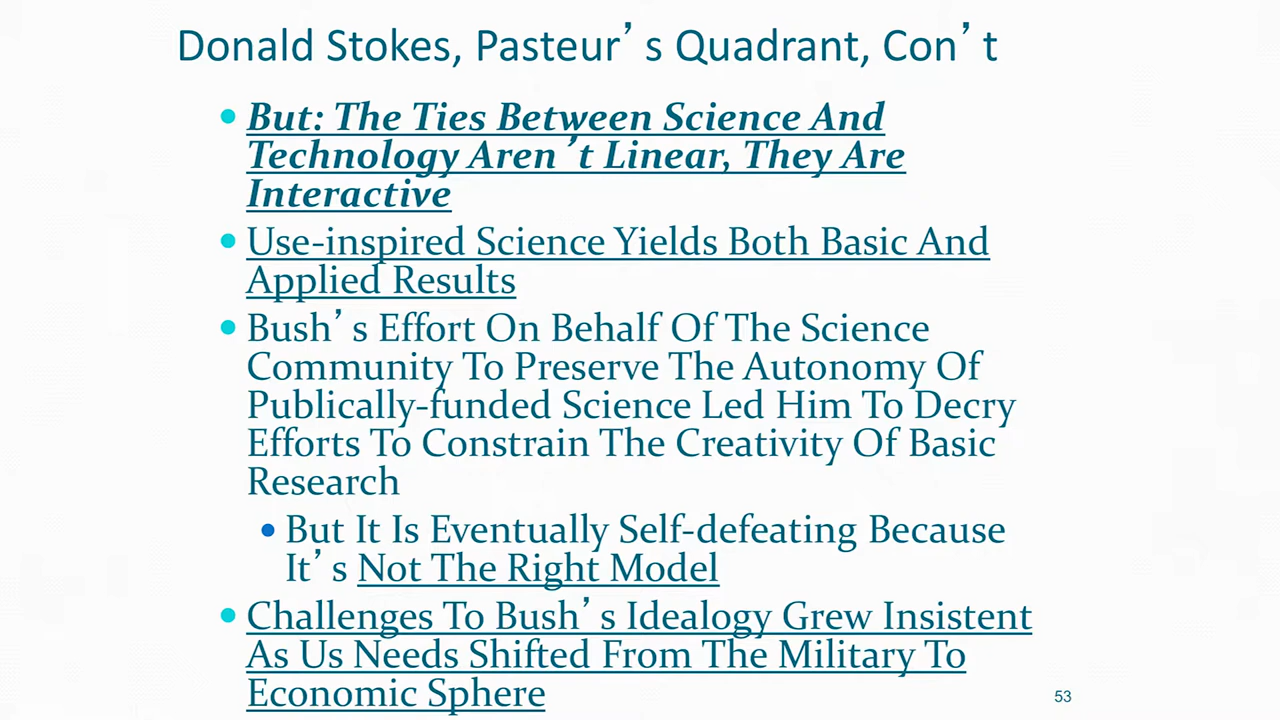 Donald Stokes, Pasteur’s Quadrant, Con’t
• But: The Ties Between Science And
Technology Aren’t Linear, They Are
Interactive
• Use-inspired Science Yields Both Basic And
Applied Results
• Bush’s Effort On Behalf Of The Science
Community To Preserve The Autonomy Of
Publically-funded Science Led Him To Decry
Efforts To Constrain The Creativity Of Basic
Research
• But It Is Eventually Self-defeating Because
It’s Not The Right Model
• Challenges To Bush’s Idealogy Grew Insistent
As Us Needs Shifted From The Military To
Economic Sphere
53